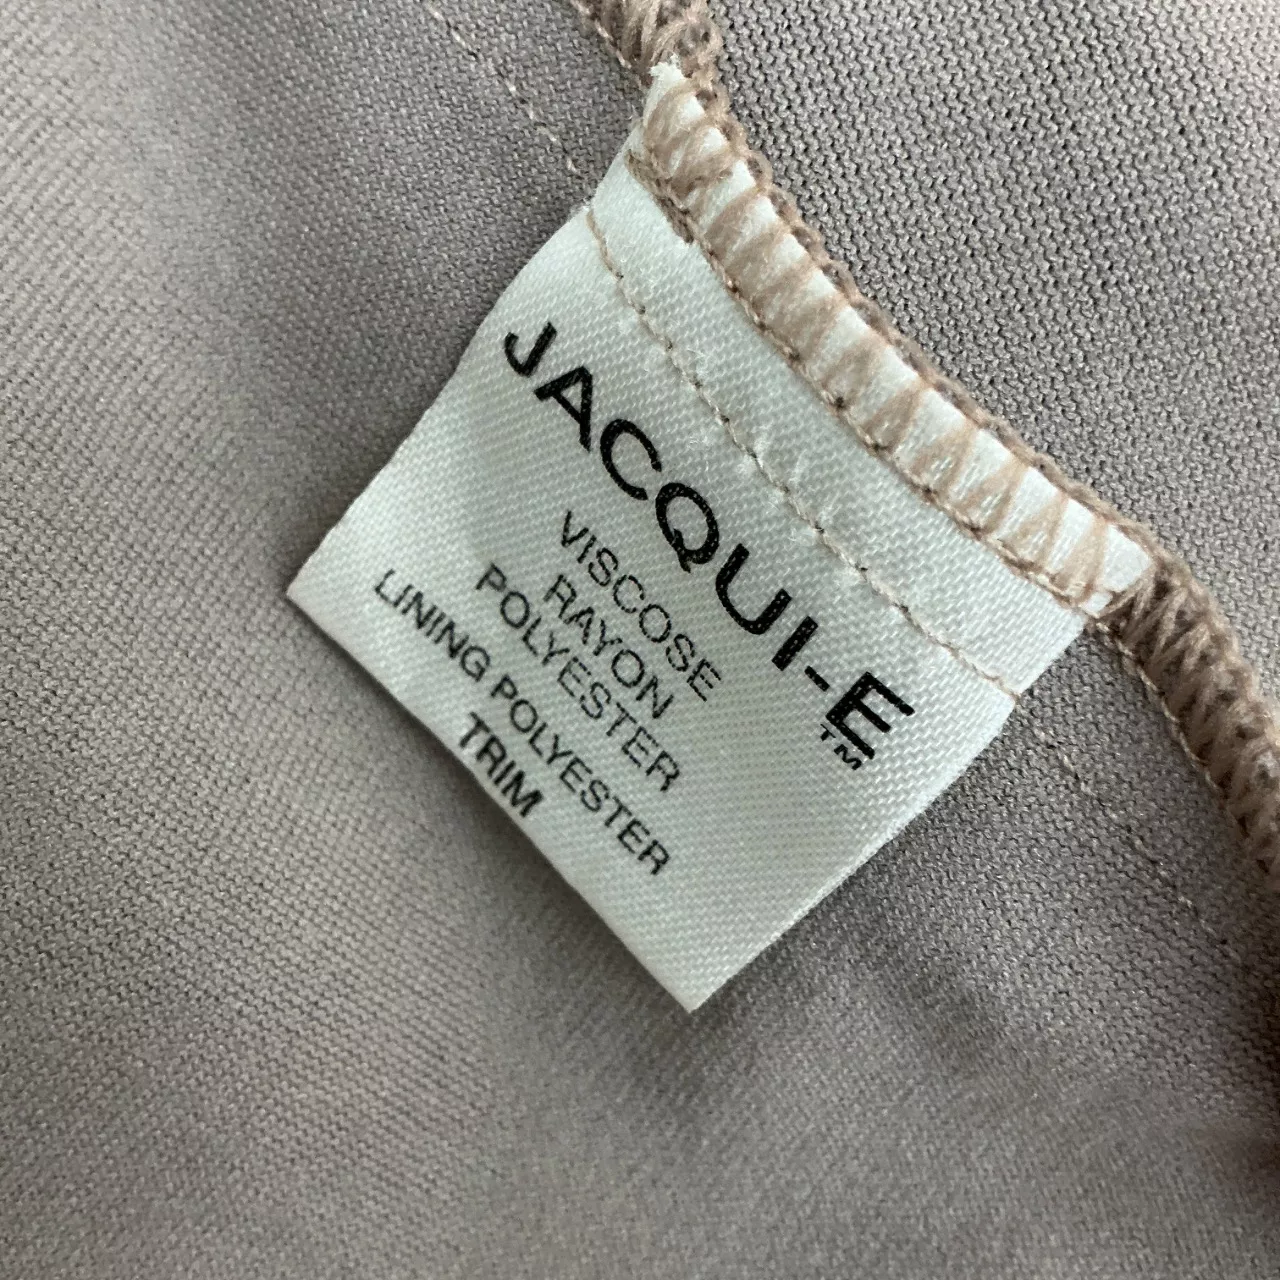 JACQUI-E™
VISCOSE
RAYON
POLYESTER
LINING POLYESTER
TRIM